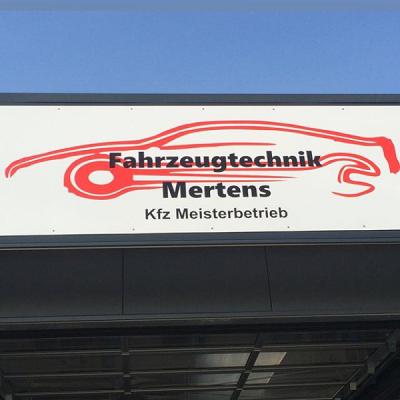 Fahrzeugtechnik
Mertens
Kfz Meisterbetrieb